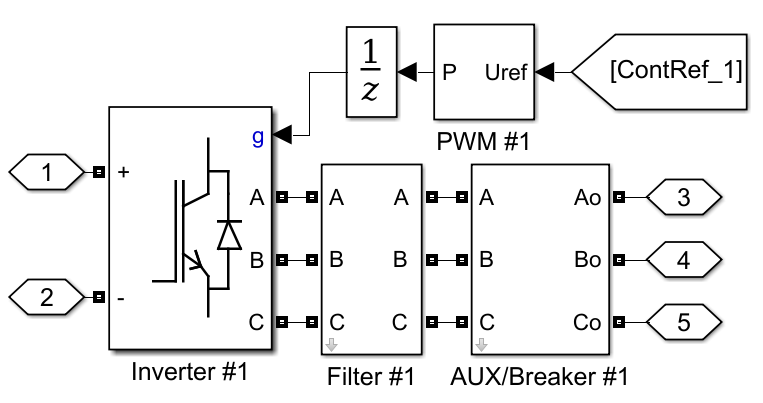 1
z
P Uref
[ContRef_1]
PWM #1
g
1
+
A
A A
A Ao
3
B
B B
B Bo
4
2
-
C
C C
C Co
5
Inverter #1
Filter #1
AUX/Breaker #1